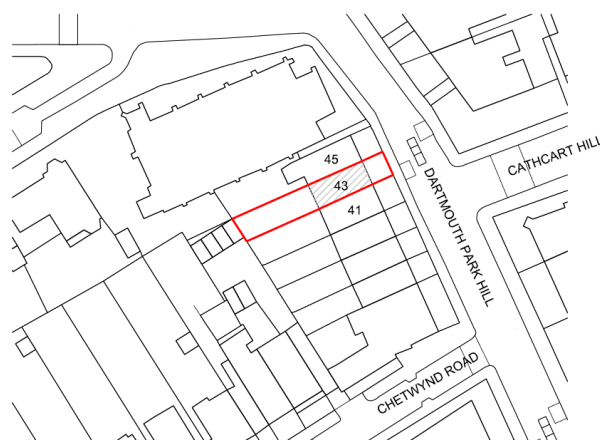 45
CATHCART HILL
43
41
DARTMOUTH PARK HILL
CHETWYND ROAD